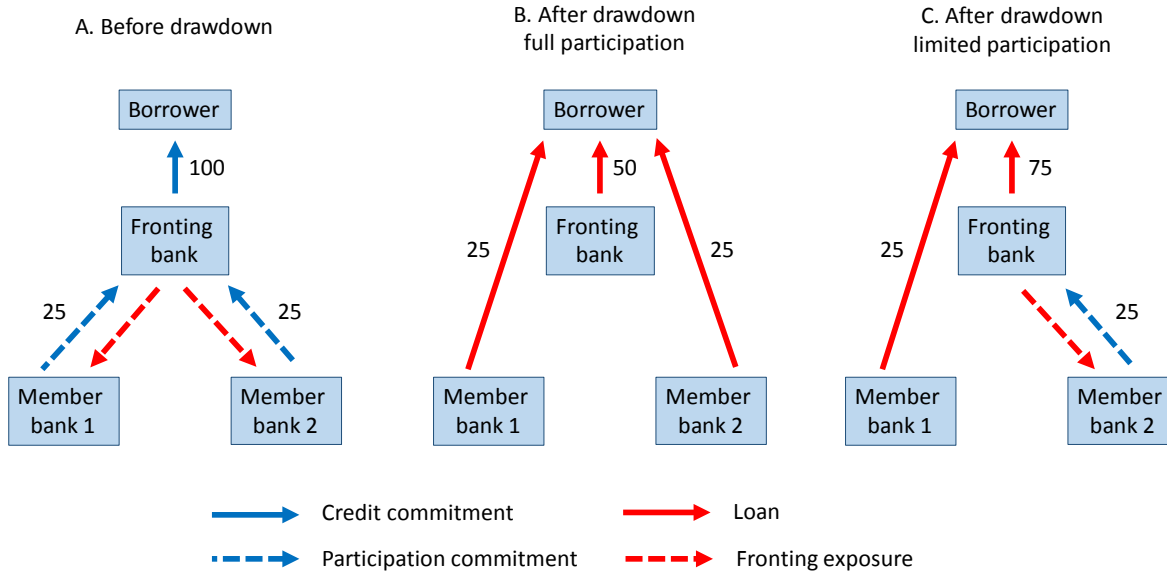 A. Before drawdown
Borrower
100
Fronting
bank
25
25
Member
bank 1
Member
bank 2
B. After drawdown
full participation
Borrower
50
Fronting
bank
25
25
Member
bank 1
Member
bank 2
C. After drawdown
limited participation
Borrower
75
Fronting
bank
25
25
Member
bank 1
Member
bank 2
Credit commitment
Loan
Participation commitment
Fronting exposure